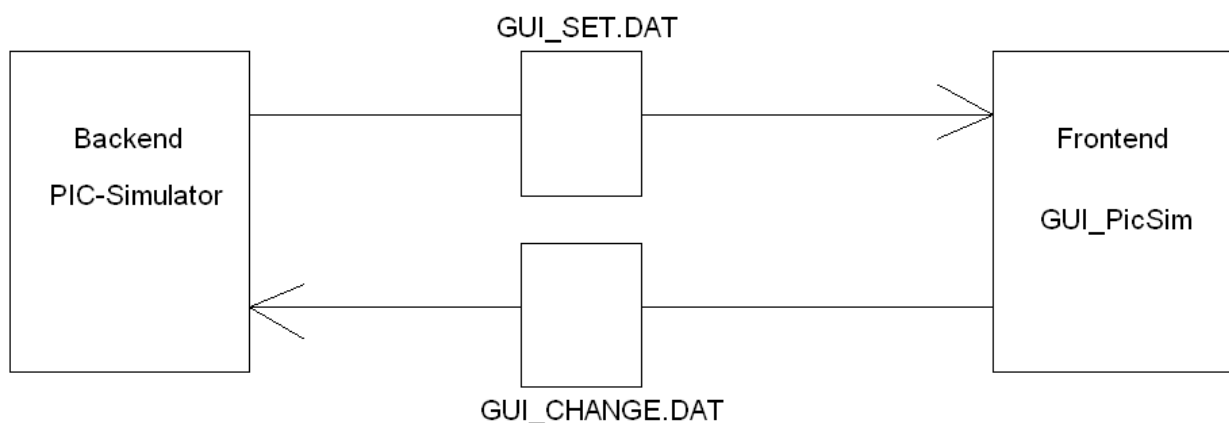 GUI_SET.DAT
Backend
PIC-Simulator
Frontend
GUI_PicSim
GUI_CHANGE.DAT